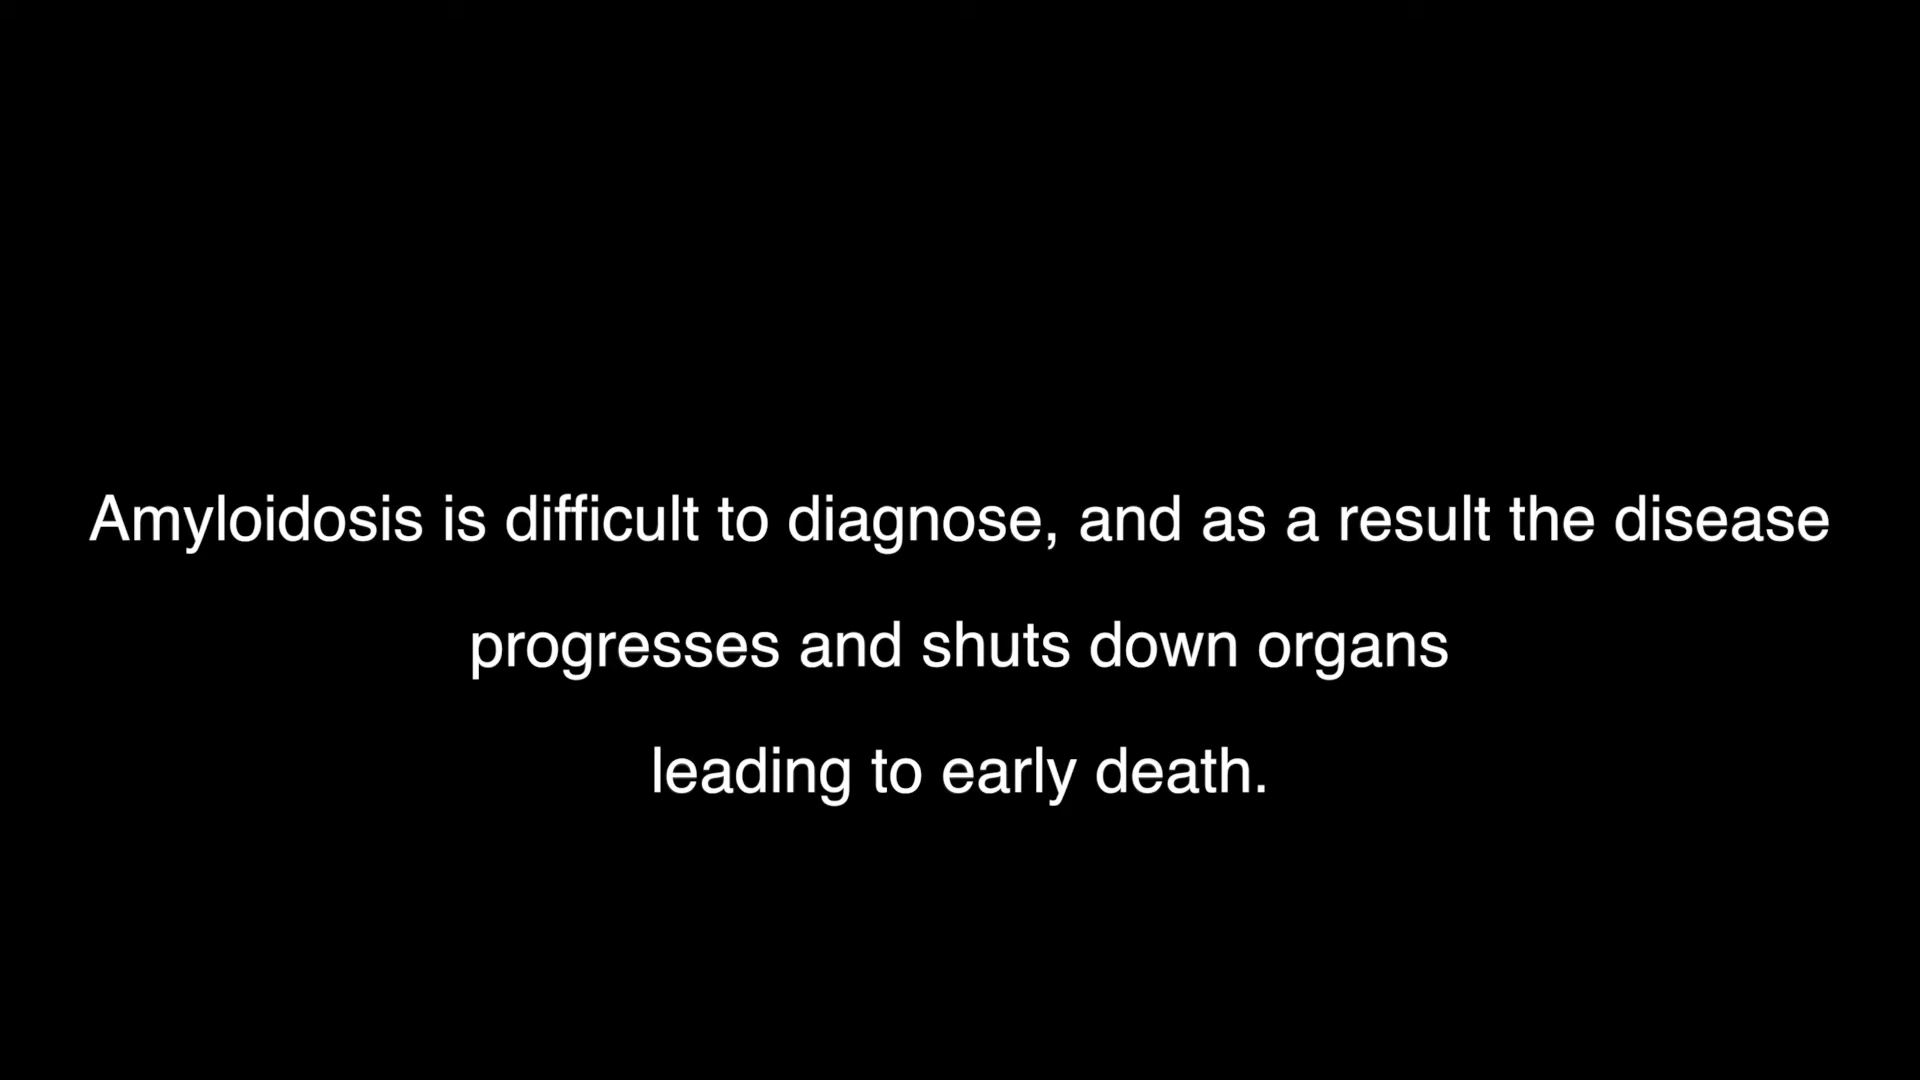 Amyloidosis is difficult to diagnose, and as a result the disease
progresses and shuts down organs
leading to early death.